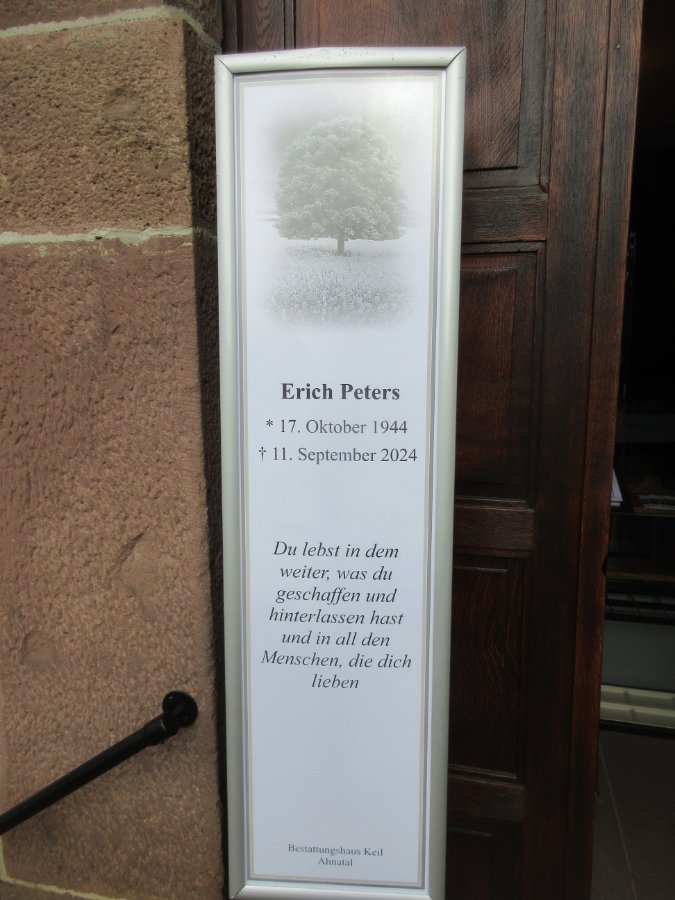 Erich Peters
* 17. Oktober 1944
† 11. September 2024
Du lebst in dem
weiter, was du
geschaffen und
hinterlassen hast
und in all den
Menschen, die dich
lieben
Bestattungshaus Keil
Ahnatal